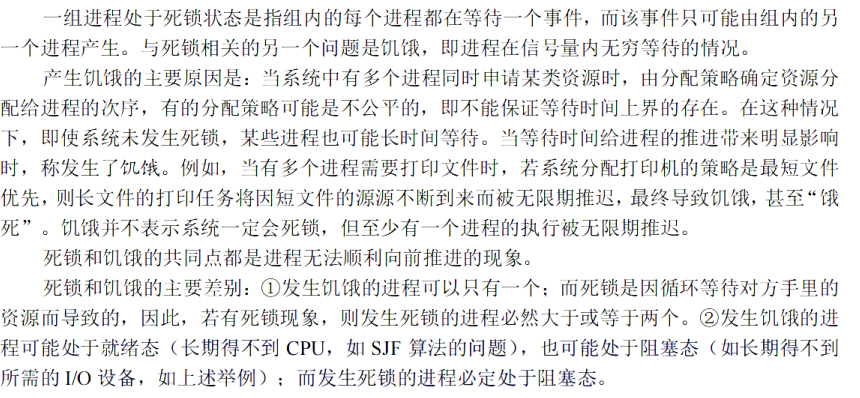 一组进程处于死锁状态是指组内的每个进程都在等待一个事件，而该事件只可能由组内的另
一个进程产生。与死锁相关的另一个问题是饥饿，即进程在信号量内无穷等待的情况。
产生饥饿的主要原因是：当系统中有多个进程同时申请某类资源时，由分配策略确定资源分
配给进程的次序，有的分配策略可能是不公平的，即不能保证等待时间上界的存在。在这种情况
下，即使系统未发生死锁，某些进程也可能长时间等待。当等待时间给进程的推进带来明显影响
时，称发生了饥饿。例如，当有多个进程需要打印文件时，若系统分配打印机的策略是最短文件
优先，则长文件的打印任务将因短文件的源源不断到来而被无限期推迟，最终导致饥饿，甚至“饿
死”。饥饿并不表示系统一定会死锁，但至少有一个进程的执行被无限期推迟。
死锁和饥饿的共同点都是进程无法顺利向前推进的现象。
死锁和饥饿的主要差别：①发生饥饿的进程可以只有一个；而死锁是因循环等待对方手里的
资源而导致的，因此，若有死锁现象，则发生死锁的进程必然大于或等于两个。②发生饥饿的进
程可能处于就绪态（长期得不到 CPU，如 SJF 算法的问题），也可能处于阻塞态（如长期得不到
所需的 I/O 设备，如上述举例）；而发生死锁的进程必定处于阻塞态。